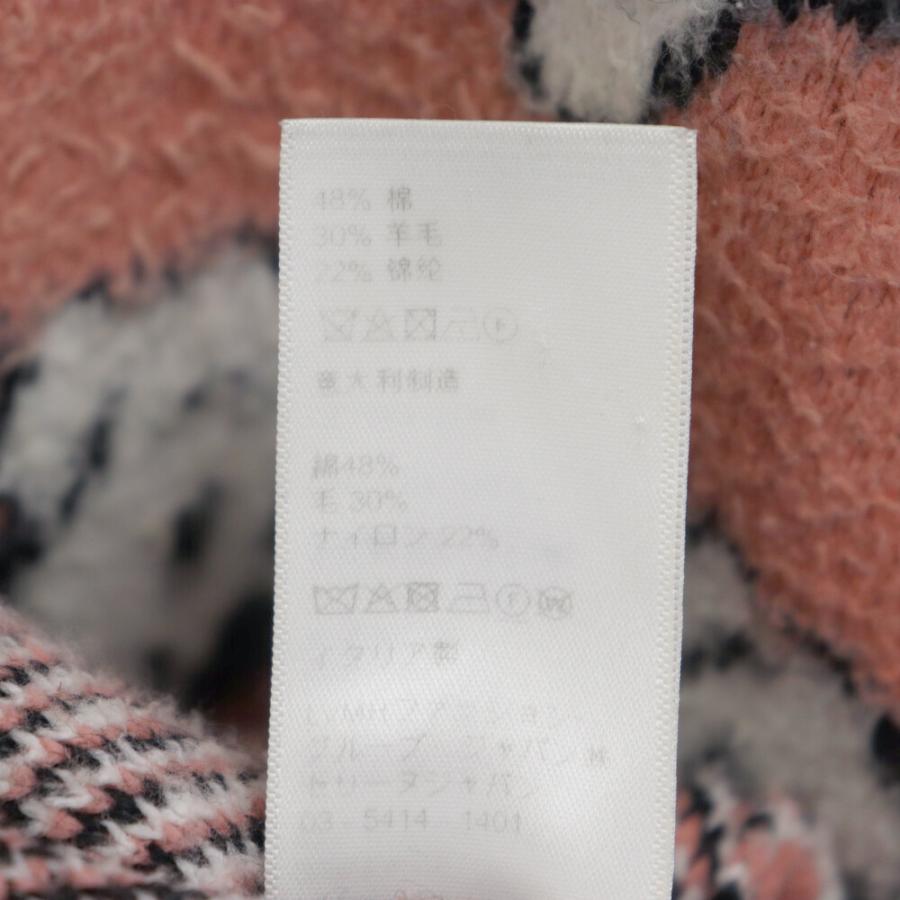 48% 棉
30% 羊毛
22% 锦纶
意大利制造
綿48%
毛 30%
ナイロン 22%
イタリア製
LVMHファッション
グループ ジャパン㈱
トリーヌジャパン
03 5414 1401